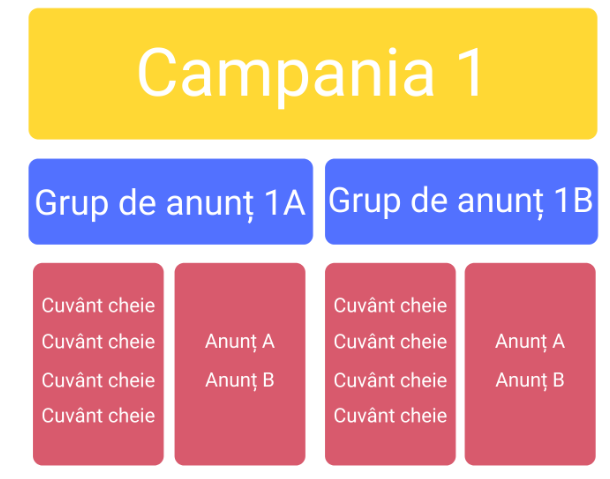 Campania 1
Grup de anunț 1A
Grup de anunț 1B
Cuvânt cheie
Cuvânt cheie
Cuvânt cheie
Cuvânt cheie
Anunț A
Anunț B
Cuvânt cheie
Cuvânt cheie
Cuvânt cheie
Cuvânt cheie
Anunț A
Anunț B